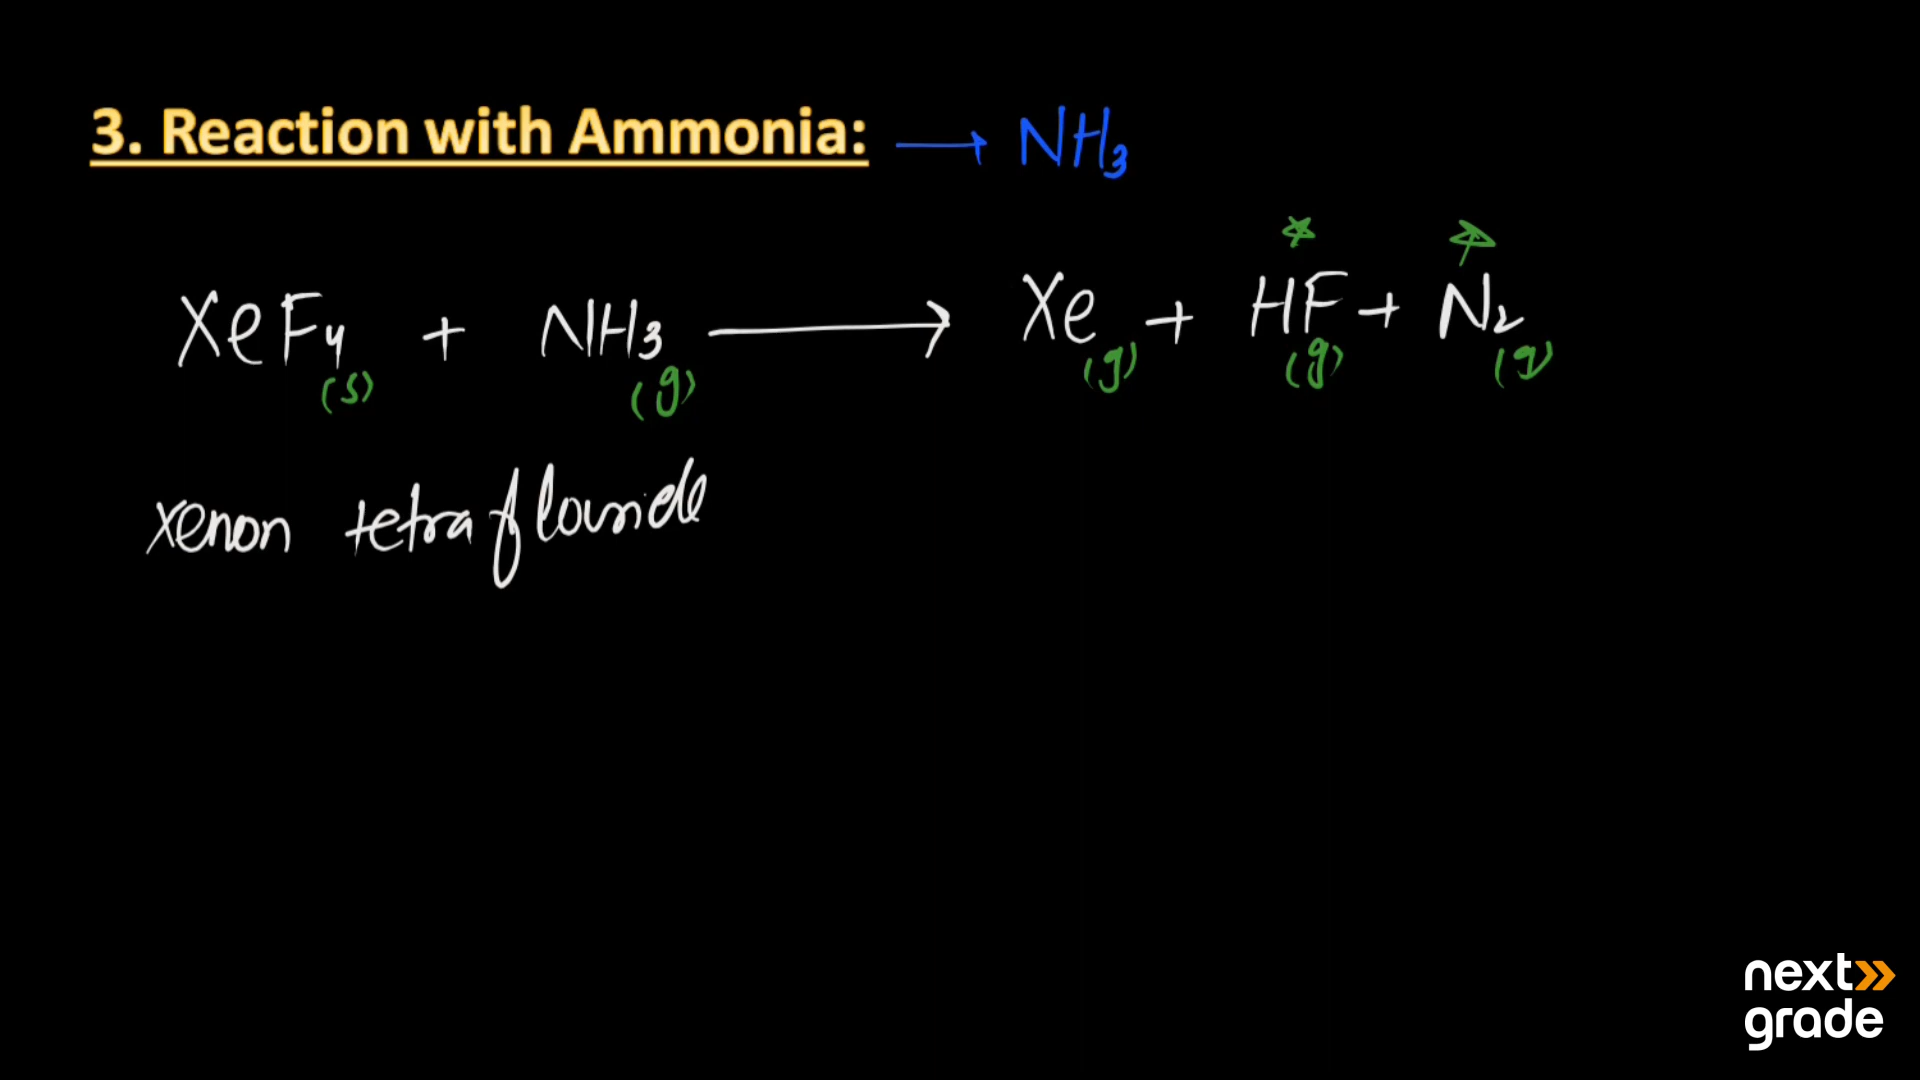 3. Reaction with Ammonia: → NH₃
XeF₄(s) + NH₃(g) ⟶ Xe(g) + HF(g) + N₂(g)
xenon tetraflouride
next
grade